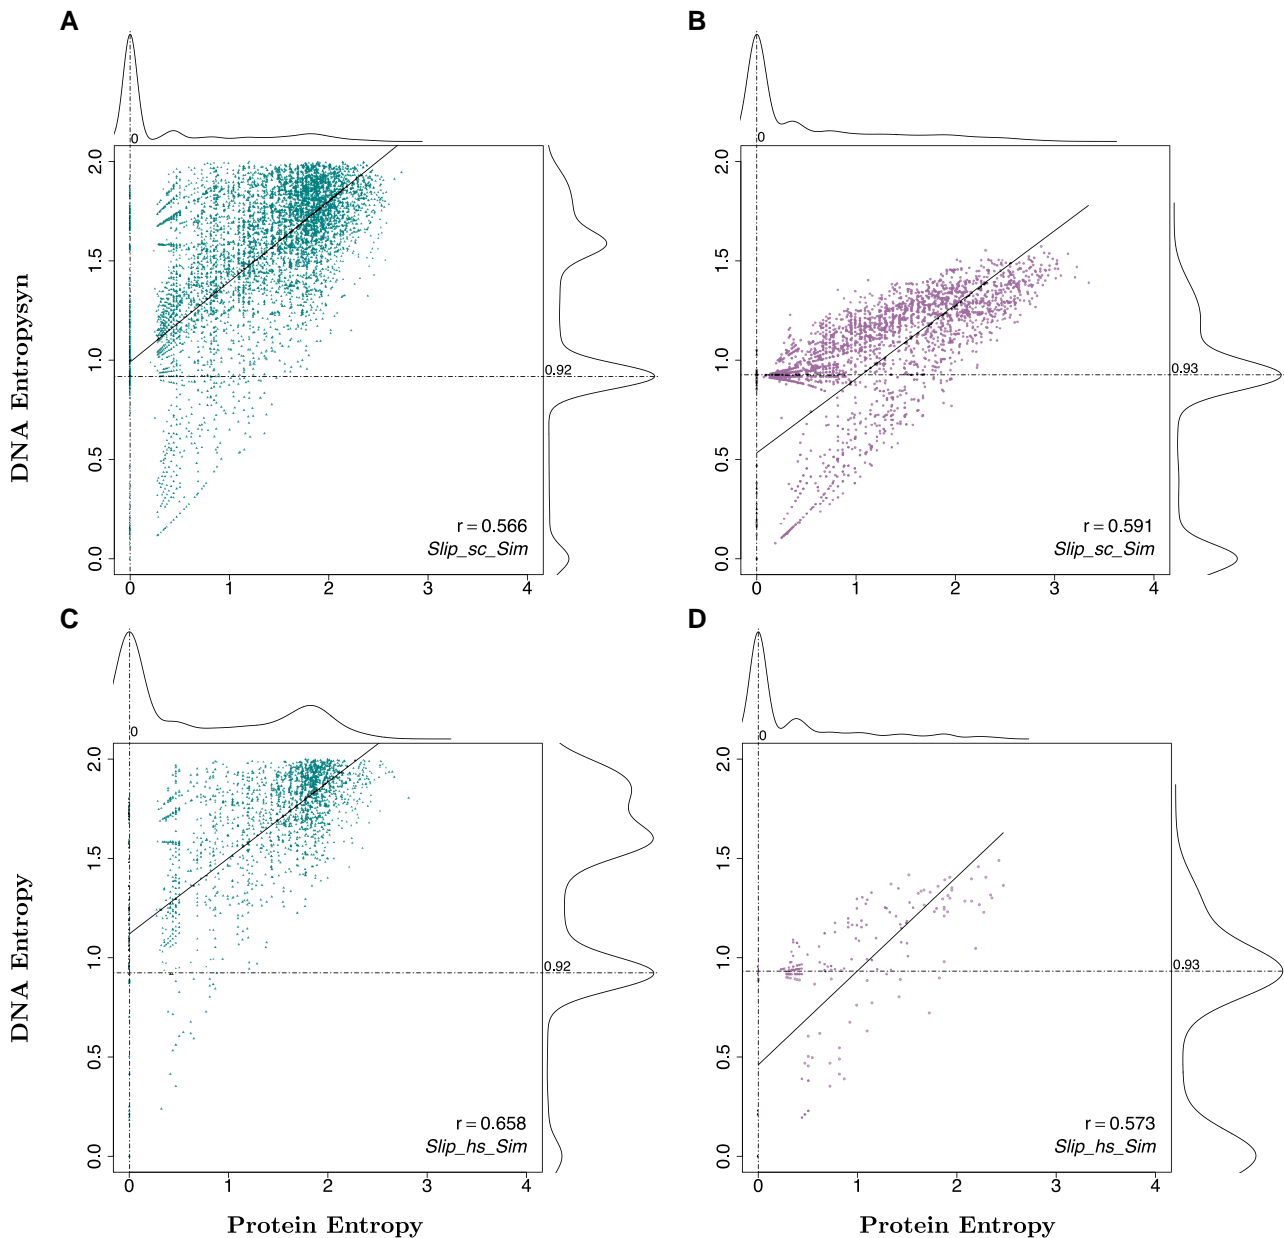 A
B
0
0
2.0
1.5
1.0
0.5
0.0
0.92
r = 0.566
Slip_sc_Sim
0 1 2 3 4
2.0
1.5
1.0
0.5
0.0
0.93
r = 0.591
Slip_sc_Sim
0 1 2 3 4
DNA Entropysyn
C
D
0
0
2.0
1.5
1.0
0.5
0.0
0.92
r = 0.658
Slip_hs_Sim
0 1 2 3 4
2.0
1.5
1.0
0.5
0.0
0.93
r = 0.573
Slip_hs_Sim
0 1 2 3 4
DNA Entropy
Protein Entropy
Protein Entropy